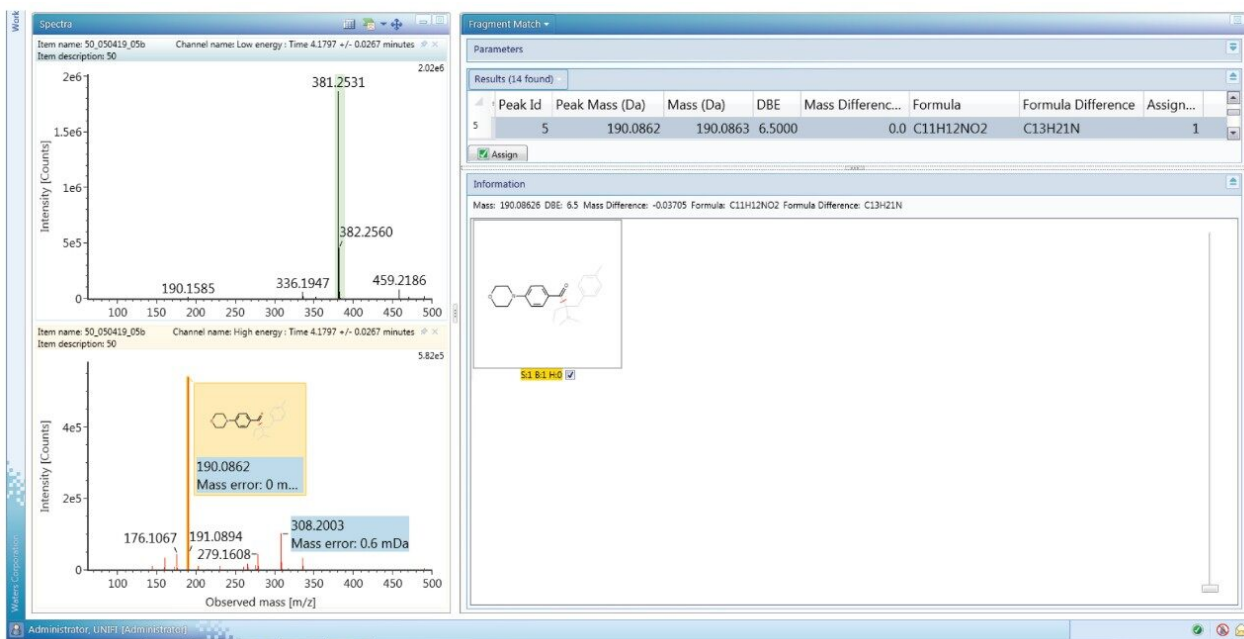 Work
Spectra
Item name: 50_050419_05b Channel name: Low energy : Time 4.1797 +/- 0.0267 minutes
Item description: 50
2.02e6
2e6
1.5e6
1e6
5e5
0
Intensity [Counts]
381.2531
382.2560
190.1585
336.1947
459.2186
100 150 200 250 300 350 400 450 500
Item name: 50_050419_05b Channel name: High energy : Time 4.1797 +/- 0.0267 minutes
Item description: 50
5.82e5
4e5
2e5
0
Intensity [Counts]
190.0862
Mass error: 0 m...
176.1067
191.0894
279.1608
308.2003
Mass error: 0.6 mDa
100 150 200 250 300 350 400 450 500
Observed mass [m/z]
Fragment Match
Parameters
Results (14 found)
Peak Id Peak Mass (Da) Mass (Da) DBE Mass Differenc... Formula Formula Difference Assign...
5 5 190.0862 190.0863 6.5000 0.0 C11H12NO2 C13H21N 1
Assign
Information
Mass: 190.08626 DBE: 6.5 Mass Difference: -0.03705 Formula: C11H12NO2 Formula Difference: C13H21N
S:1 B:1 H:0
Waters Corporation
Administrator, UNIFI [Administrator]